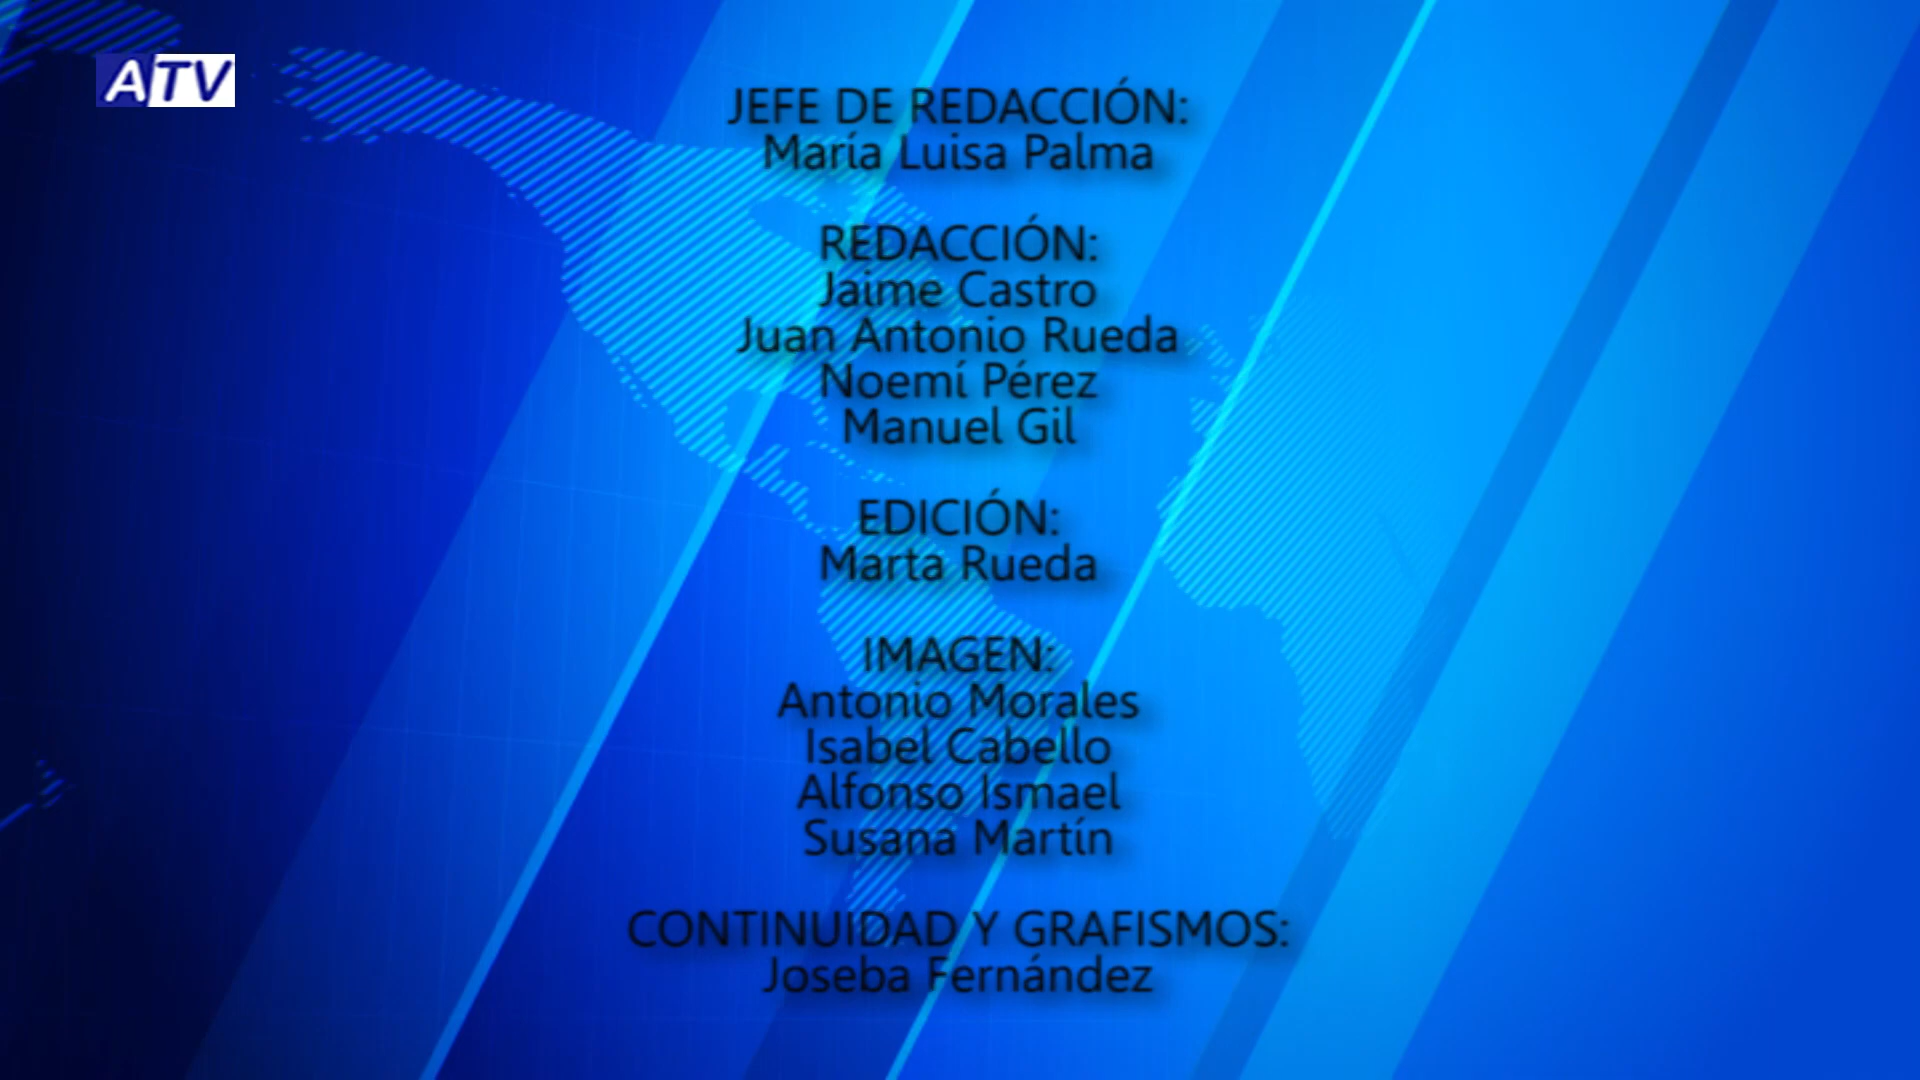 ATV
JEFE DE REDACCIÓN:
María Luisa Palma
REDACCIÓN:
Jaime Castro
Juan Antonio Rueda
Noemí Pérez
Manuel Gil
EDICIÓN:
Marta Rueda
IMAGEN:
Antonio Morales
Isabel Cabello
Alfonso Ismael
Susana Martín
CONTINUIDAD Y GRAFISMOS:
Joseba Fernández